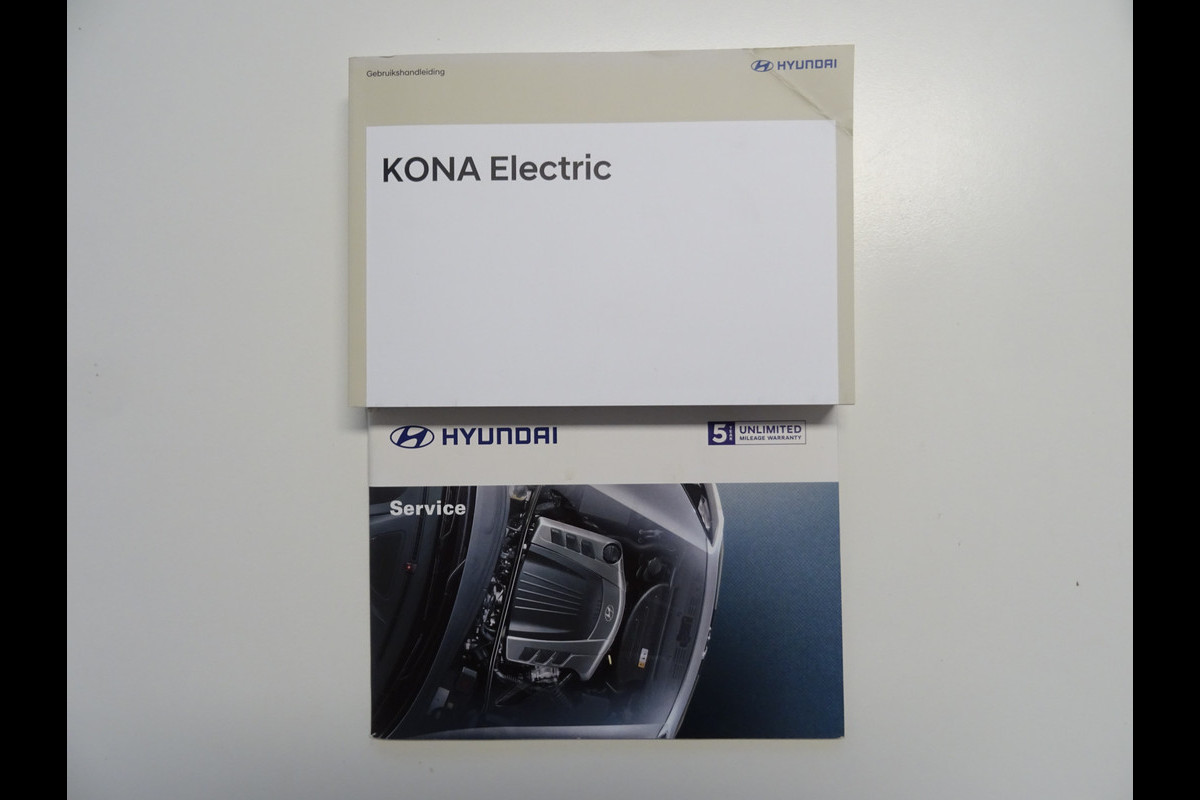 Gebruikshandleiding
HYUNDAI
KONA Electric
HYUNDAI
5 UNLIMITED
MILEAGE WARRANTY
Service